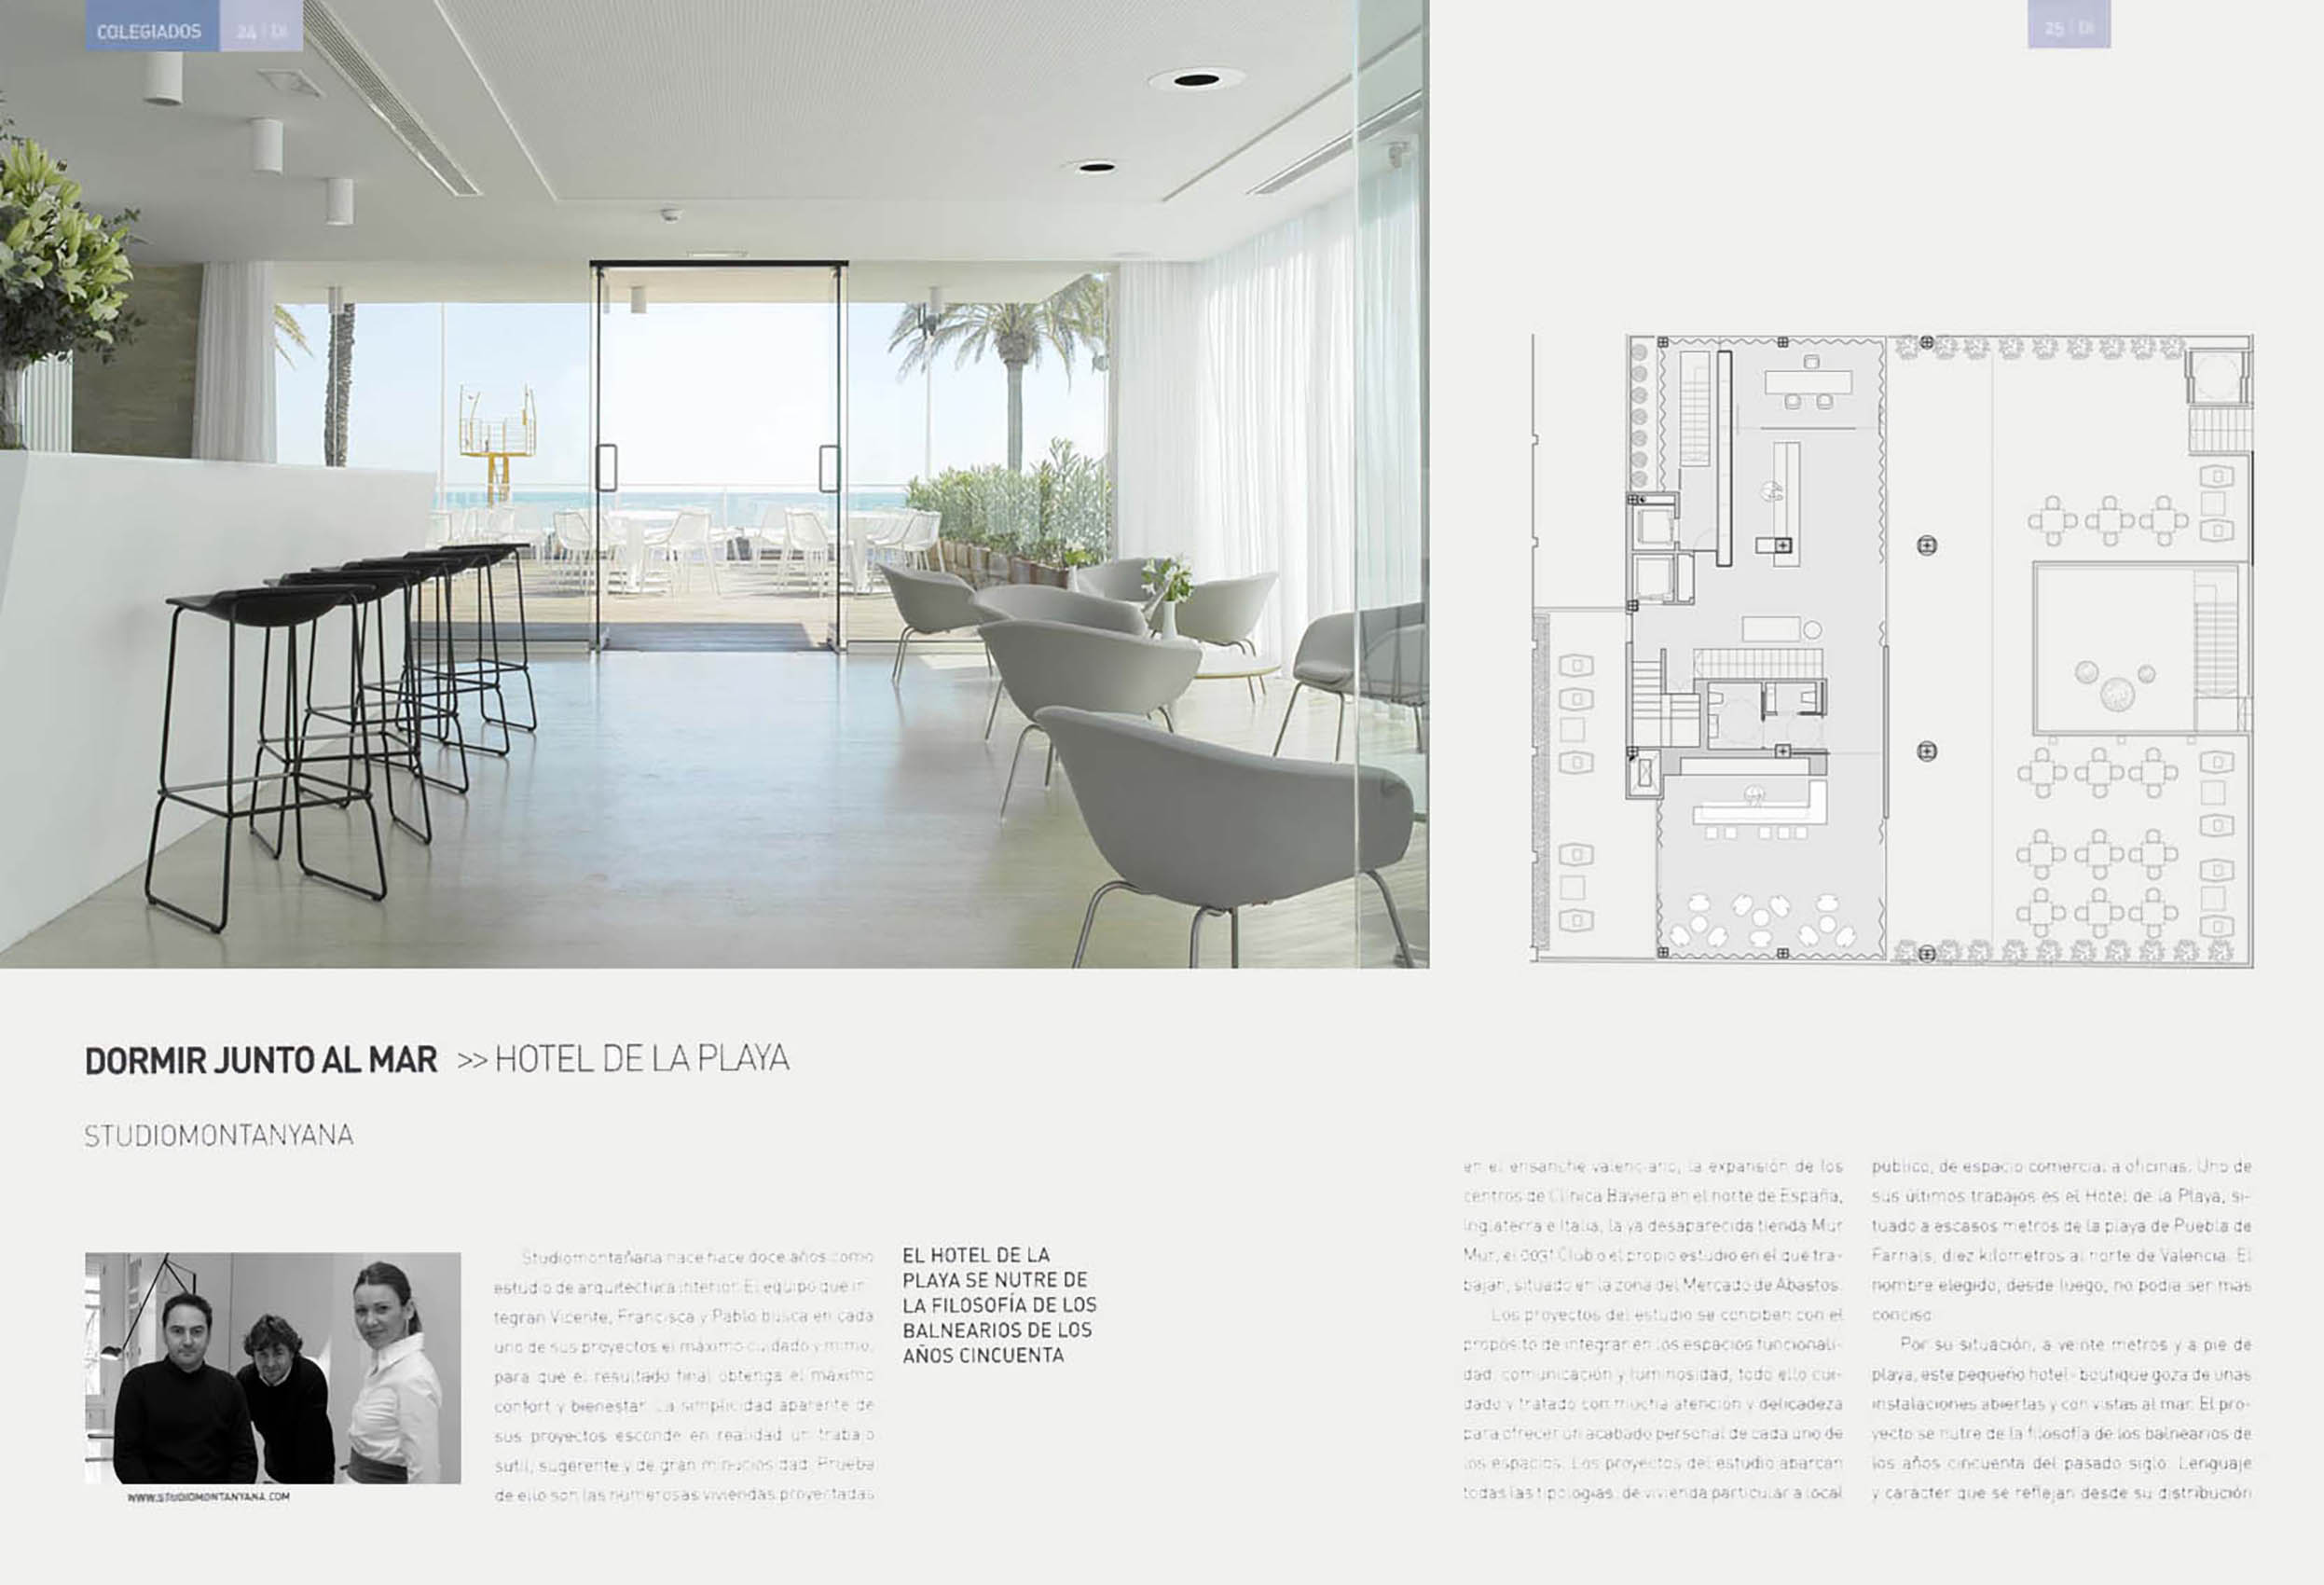 COLEGIADOS
24 | DI
25 | DI
DORMIR JUNTO AL MAR >> HOTEL DE LA PLAYA
STUDIOMONTANYANA
WWW.STUDIOMONTANYANA.COM
Studiomontañana nace hace doce años como
estudio de arquitectura interior. El equipo que in-
tegran Vicente, Francisca y Pablo busca en cada
uno de sus proyectos el máximo cuidado y mimo,
para que el resultado final obtenga el máximo
confort y bienestar. La simplicidad aparente de
sus proyectos esconde en realidad un trabajo
sutil, sugerente y de gran minuciosidad. Prueba
de ello son las numerosas viviendas proyectadas
EL HOTEL DE LA
PLAYA SE NUTRE DE
LA FILOSOFÍA DE LOS
BALNEARIOS DE LOS
AÑOS CINCUENTA
en el ensanche valenciano, la expansión de los
centros de Clínica Baviera en el norte de España,
Inglaterra e Italia, la ya desaparecida tienda Mur
Mur, el 0031 Club o el propio estudio en el que tra-
bajan, situado en la zona del Mercado de Abastos.
Los proyectos del estudio se conciben con el
propósito de integrar en los espacios funcionali-
dad, comunicación y luminosidad, todo ello cui-
dado y tratado con mucha atención y delicadeza
para ofrecer un acabado personal de cada uno de
los espacios. Los proyectos del estudio abarcan
todas las tipologías, de vivienda particular a local
público, de espacio comercial a oficinas. Uno de
sus últimos trabajos es el Hotel de la Playa, si-
tuado a escasos metros de la playa de Puebla de
Farnals, diez kilómetros al norte de Valencia. El
nombre elegido, desde luego, no podía ser más
conciso.
Por su situación, a veinte metros y a pie de
playa, este pequeño hotel-boutique goza de unas
instalaciones abiertas y con vistas al mar. El pro-
yecto se nutre de la filosofía de los balnearios de
los años cincuenta del pasado siglo. Lenguaje
y carácter que se reflejan desde su distribución